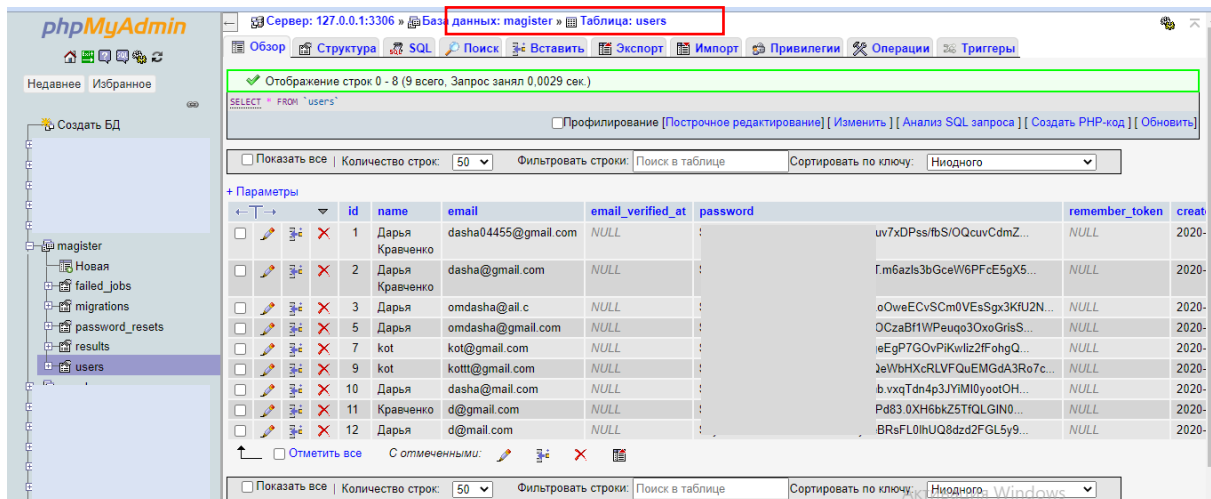 phpMyAdmin
Недавнее Избранное
Создать БД
magister
Новая
failed_jobs
migrations
password_resets
results
users
Сервер: 127.0.0.1:3306 » База данных: magister » Таблица: users
Обзор Структура SQL Поиск Вставить Экспорт Импорт Привилегии Операции Триггеры
Отображение строк 0 - 8 (9 всего, Запрос занял 0,0029 сек.)
SELECT * FROM `users`
Профилирование [Построчное редактирование] [ Изменить ] [ Анализ SQL запроса ] [ Создать PHP-код ] [ Обновить]
Показать все | Количество строк: 50 Фильтровать строки: Поиск в таблице Сортировать по ключу: Ниодного
+ Параметры
←T→ id name email email_verified_at password remember_token creat
1 Дарья Кравченко dasha04455@gmail.com NULL uv7xDPss/fbS/OQcuvCdmZ... NULL 2020-
2 Дарья Кравченко dasha@gmail.com NULL .m6azls3bGceW6PFcE5gX5... NULL 2020-
3 Дарья omdasha@ail.c NULL oOweECvSCm0VEsSgx3KfU2N... NULL 2020-
5 Дарья omdasha@gmail.com NULL OCzaBf1WPeuqo3OxoGrisS... NULL 2020-
7 kot kot@gmail.com NULL eEgP7GOvPiKwliz2fFohgQ... NULL 2020-
9 kot kottt@gmail.com NULL QeWbHXcRLVFQuEMGdA3Ro7c... NULL 2020-
10 Дарья dasha@mail.com NULL b.vxqTdn4p3JYiMI0yootOH... NULL 2020-
11 Кравченко d@gmail.com NULL Pd83.0XH6bkZ5TfQLGIN0... NULL 2020-
12 Дарья d@mail.com NULL BRsFL0lhUQ8dzd2FGL5y9... NULL 2020-
Отметить все С отмеченными:
Показать все | Количество строк: 50 Фильтровать строки: Поиск в таблице Сортировать по ключу: Ниодного
Активация Windows